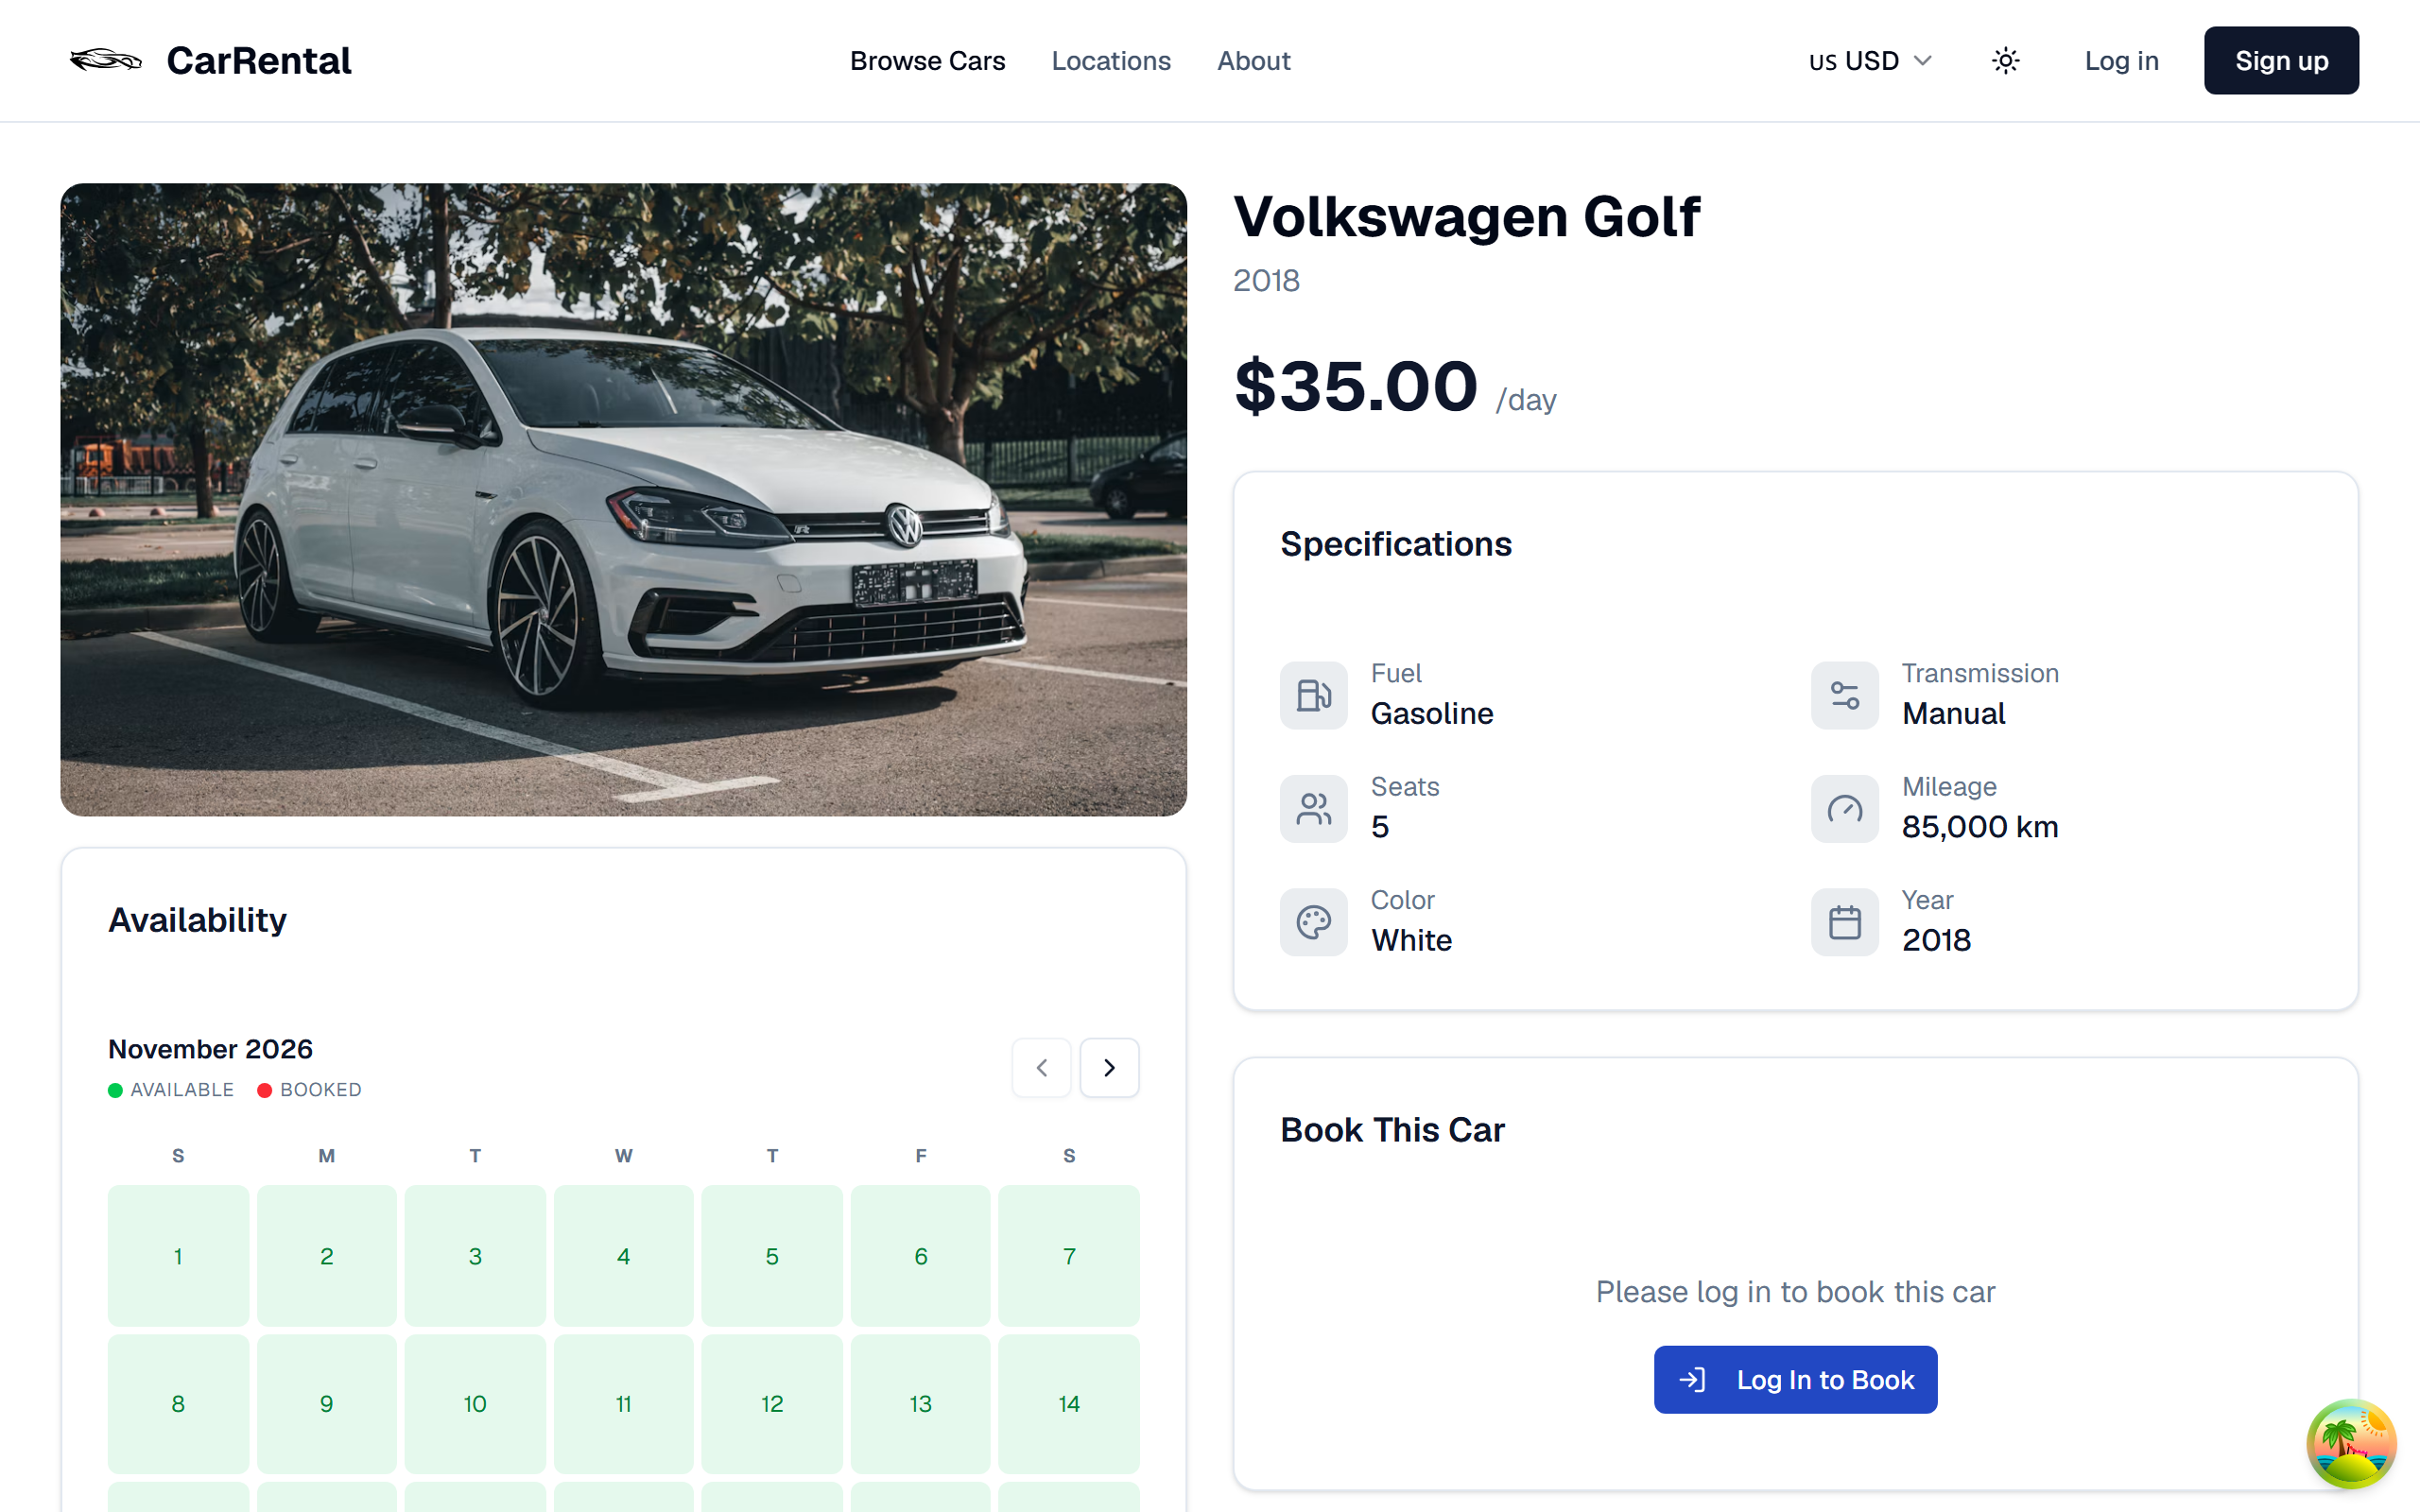 CarRental
Browse Cars
Locations
About
US USD
Log in
Sign up
Volkswagen Golf
2018
$35.00 /day
Specifications
Fuel
Gasoline
Transmission
Manual
Seats
5
Mileage
85,000 km
Color
White
Year
2018
Availability
November 2026
AVAILABLE BOOKED
S M T W T F S
1 2 3 4 5 6 7
8 9 10 11 12 13 14
Book This Car
Please log in to book this car
Log In to Book